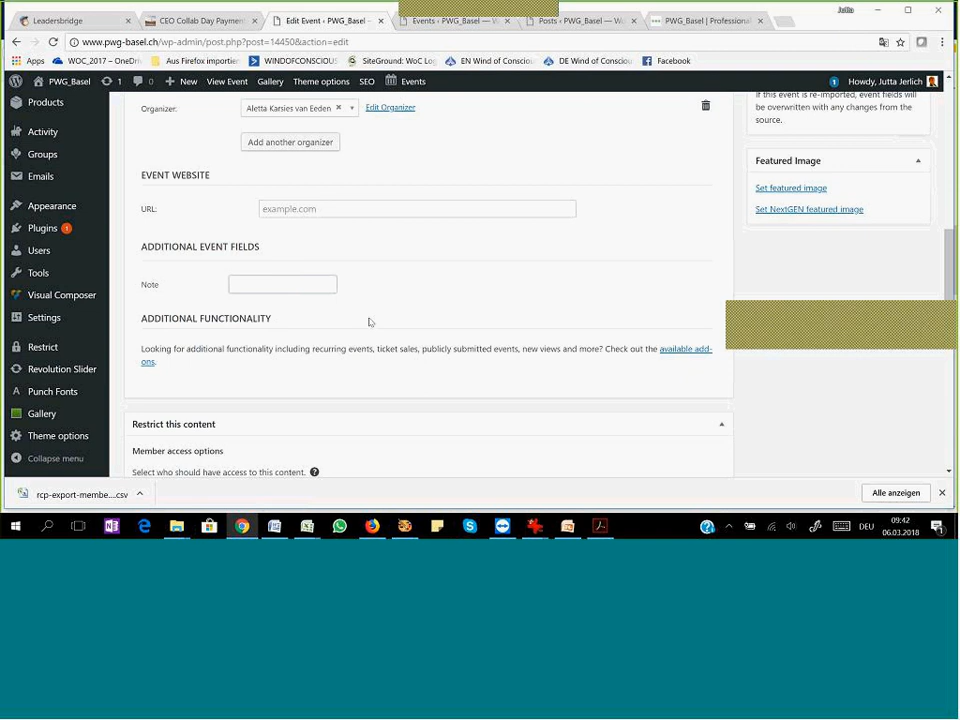 Leadersbridge
CEO Collab Day Payment
Edit Event ‹ PWG_Basel –
Events ‹ PWG_Basel — W
Posts ‹ PWG_Basel — Wo
PWG_Basel | Professional
Jutta
www.pwg-basel.ch/wp-admin/post.php?post=14450&action=edit
Apps
WOC_2017 – OneDriv
Aus Firefox importier
WINDOFCONSCIOUS
SiteGround: WoC Log
EN Wind of Conscious
DE Wind of Consciou
Facebook
PWG_Basel
1
0
+ New
View Event
Gallery
Theme options
SEO
Events
1
Howdy, Jutta Jerlich
Products
Activity
Groups
Emails
Appearance
Plugins 1
Users
Tools
Visual Composer
Settings
Restrict
Revolution Slider
Punch Fonts
Gallery
Theme options
Collapse menu
Organizer:
Aletta Karsies van Eeden
Edit Organizer
Add another organizer
EVENT WEBSITE
URL:
example.com
ADDITIONAL EVENT FIELDS
Note
ADDITIONAL FUNCTIONALITY
Looking for additional functionality including recurring events, ticket sales, publicly submitted events, new views and more? Check out the available add-
ons.
Restrict this content
Member access options
Select who should have access to this content.
If this event is re-imported, event fields will
be overwritten with any changes from the
source.
Featured Image
Set featured image
Set NextGEN featured image
rcp-export-membe....csv
Alle anzeigen
DEU
09:42
06.03.2018